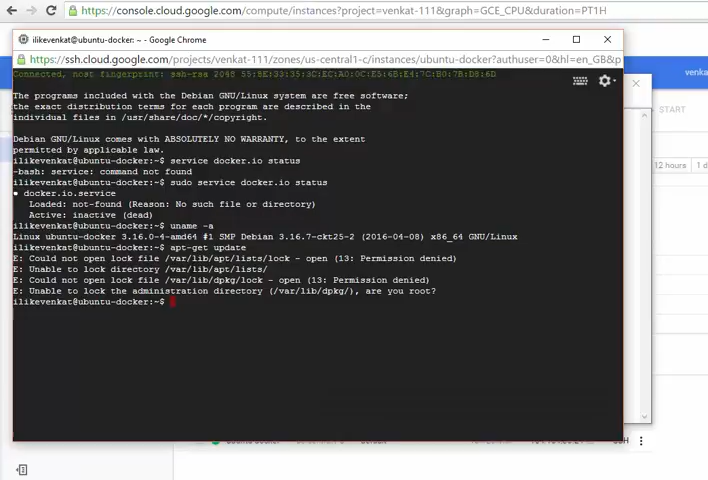 https://console.cloud.google.com/compute/instances?project=venkat-111&graph=GCE_CPU&duration=PT1H
ilikevenkat@ubuntu-docker: ~ - Google Chrome
https://ssh.cloud.google.com/projects/venkat-111/zones/us-central1-c/instances/ubuntu-docker?authuser=0&hl=en_GB&p
venkat
START
12 hours
1 d
Connected, host fingerprint: ssh-rsa 2048
The programs included with the Debian GNU/Linux system are free software;
the exact distribution terms for each program are described in the
individual files in /usr/share/doc/*/copyright.
Debian GNU/Linux comes with ABSOLUTELY NO WARRANTY, to the extent
permitted by applicable law.
ilikevenkat@ubuntu-docker:~$ service docker.io status
-bash: service: command not found
ilikevenkat@ubuntu-docker:~$ sudo service docker.io status
● docker.io.service
Loaded: not-found (Reason: No such file or directory)
Active: inactive (dead)
ilikevenkat@ubuntu-docker:~$ uname -a
Linux ubuntu-docker 3.16.0-4-amd64 #1 SMP Debian 3.16.7-ckt25-2 (2016-04-08) x86_64 GNU/Linux
ilikevenkat@ubuntu-docker:~$ apt-get update
E: Could not open lock file /var/lib/apt/lists/lock - open (13: Permission denied)
E: Unable to lock directory /var/lib/apt/lists/
E: Could not open lock file /var/lib/dpkg/lock - open (13: Permission denied)
E: Unable to lock the administration directory (/var/lib/dpkg/), are you root?
ilikevenkat@ubuntu-docker:~$
SSH